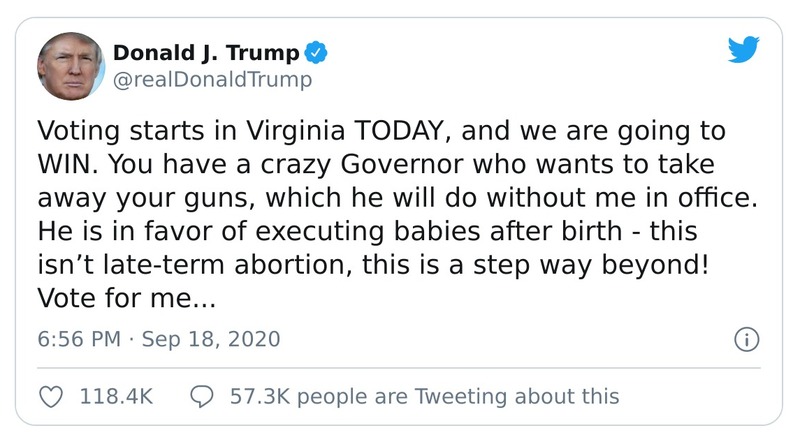 Donald J. Trump
@realDonaldTrump
Voting starts in Virginia TODAY, and we are going to
WIN. You have a crazy Governor who wants to take
away your guns, which he will do without me in office.
He is in favor of executing babies after birth - this
isn’t late-term abortion, this is a step way beyond!
Vote for me...
6:56 PM · Sep 18, 2020
118.4K 57.3K people are Tweeting about this